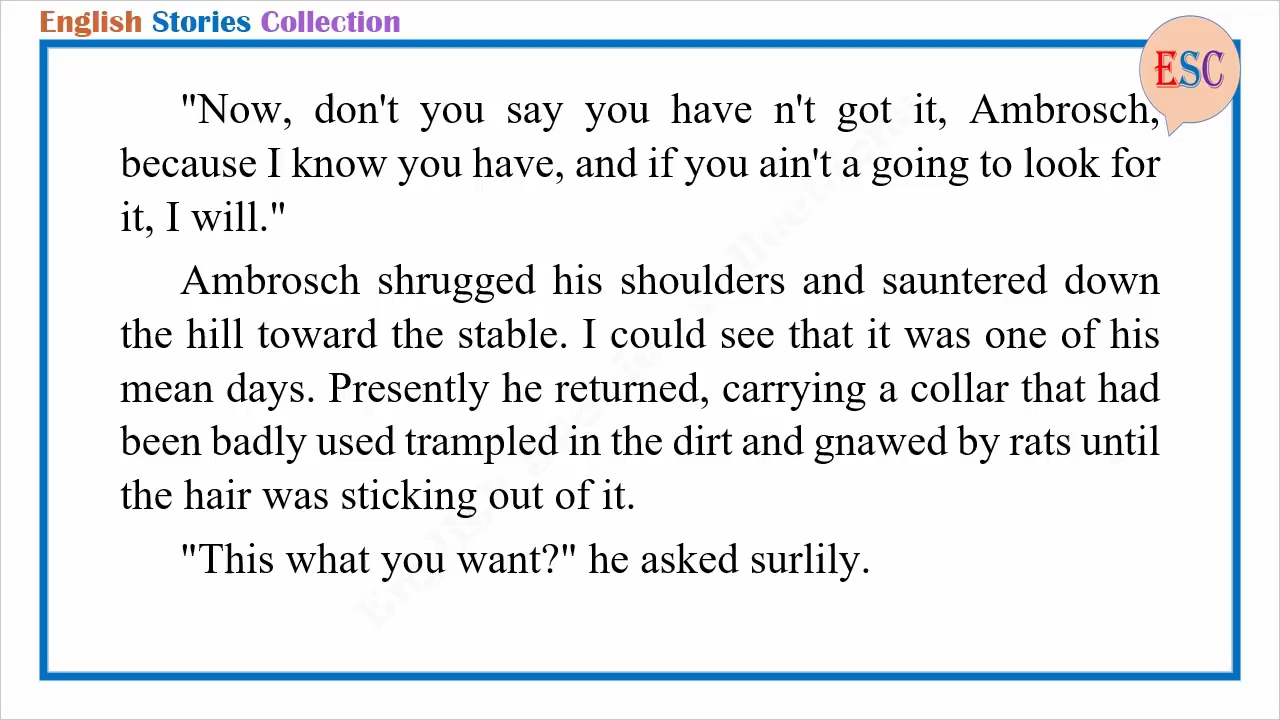 English Stories Collection
ESC
"Now, don't you say you have n't got it, Ambrosch,
because I know you have, and if you ain't a going to look for
it, I will."
Ambrosch shrugged his shoulders and sauntered down
the hill toward the stable. I could see that it was one of his
mean days. Presently he returned, carrying a collar that had
been badly used trampled in the dirt and gnawed by rats until
the hair was sticking out of it.
"This what you want?" he asked surlily.